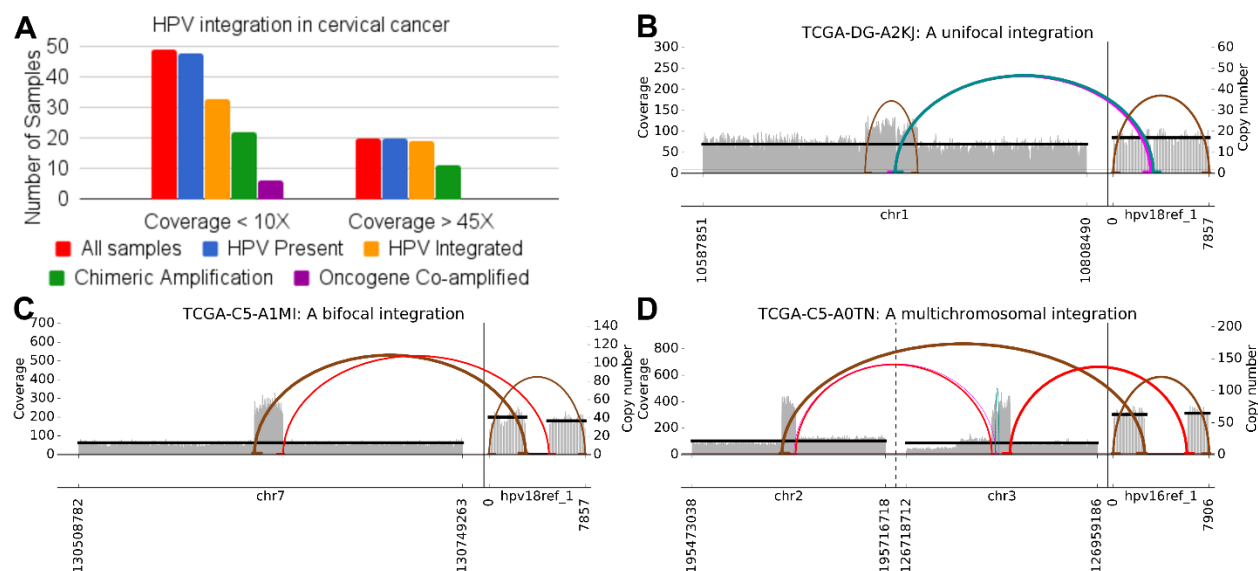 A
HPV integration in cervical cancer
Number of Samples
50
40
30
20
10
0
Coverage < 10X
Coverage > 45X
All samples
HPV Present
HPV Integrated
Chimeric Amplification
Oncogene Co-amplified
B
TCGA-DG-A2KJ: A unifocal integration
Coverage
300
250
200
150
100
50
0
60
50
40
30
20
10
0
Copy number
chr1
hpv18ref_1
10587851
10808490
0
7857
C
TCGA-C5-A1MI: A bifocal integration
Coverage
700
600
500
400
300
200
100
0
140
120
100
80
60
40
20
0
Copy number
chr7
hpv18ref_1
130508782
130749263
0
7857
D
TCGA-C5-A0TN: A multichromosomal integration
Coverage
800
600
400
200
0
200
150
100
50
0
Copy number
chr2
chr3
hpv16ref_1
195473038
195716718
126718712
126959186
0
7906